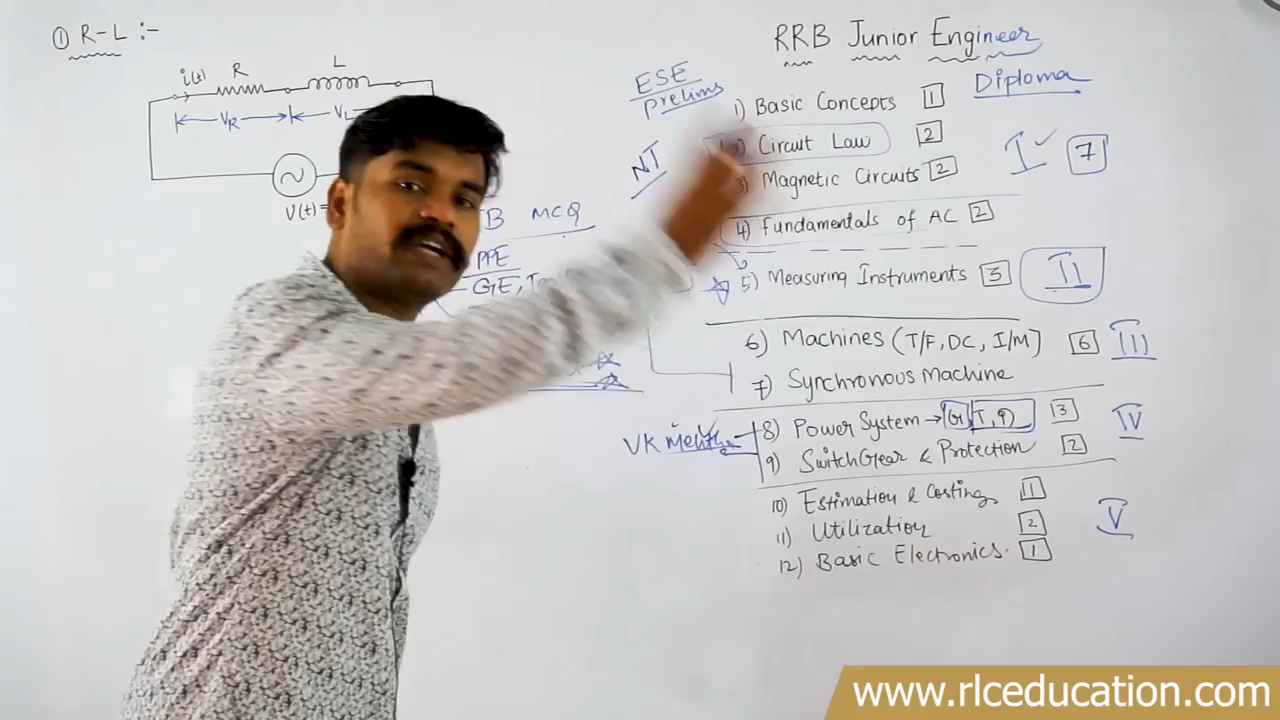 ① R-L :-
i(t) R L
V_R V_L
V(t) =
ESE
Prelims
NT
B MCQ
PPE
GE,
VK Mehta
RRB Junior Engineer
Diploma
1) Basic Concepts 1
Circuit Law 2
3) Magnetic Circuits 2
I ✓ 7
4) Fundamentals of AC 2
5) Measuring Instruments 3 II
6) Machines (T/F, DC, I/M) 6 III
7) Synchronous Machine
8) Power System → G, T, 3 IV
9) SwitchGear & Protection 2
10) Estimation & Costing
11) Utilization 2 V
12) Basic Electronics. 1
www.rlceducation.com